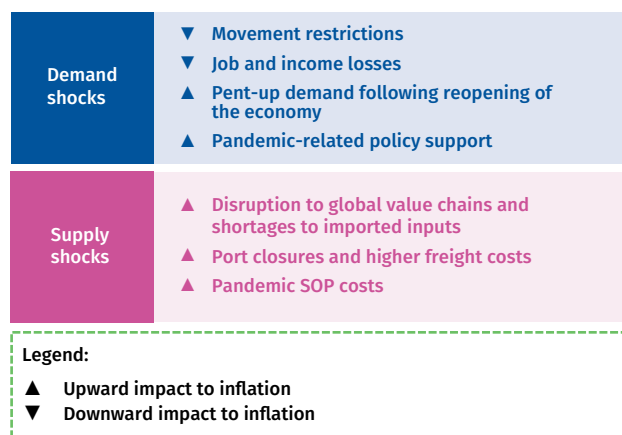 Demand
shocks
▼ Movement restrictions
▼ Job and income losses
▲ Pent-up demand following reopening of
the economy
▲ Pandemic-related policy support
Supply
shocks
▲ Disruption to global value chains and
shortages to imported inputs
▲ Port closures and higher freight costs
▲ Pandemic SOP costs
Legend:
▲ Upward impact to inflation
▼ Downward impact to inflation